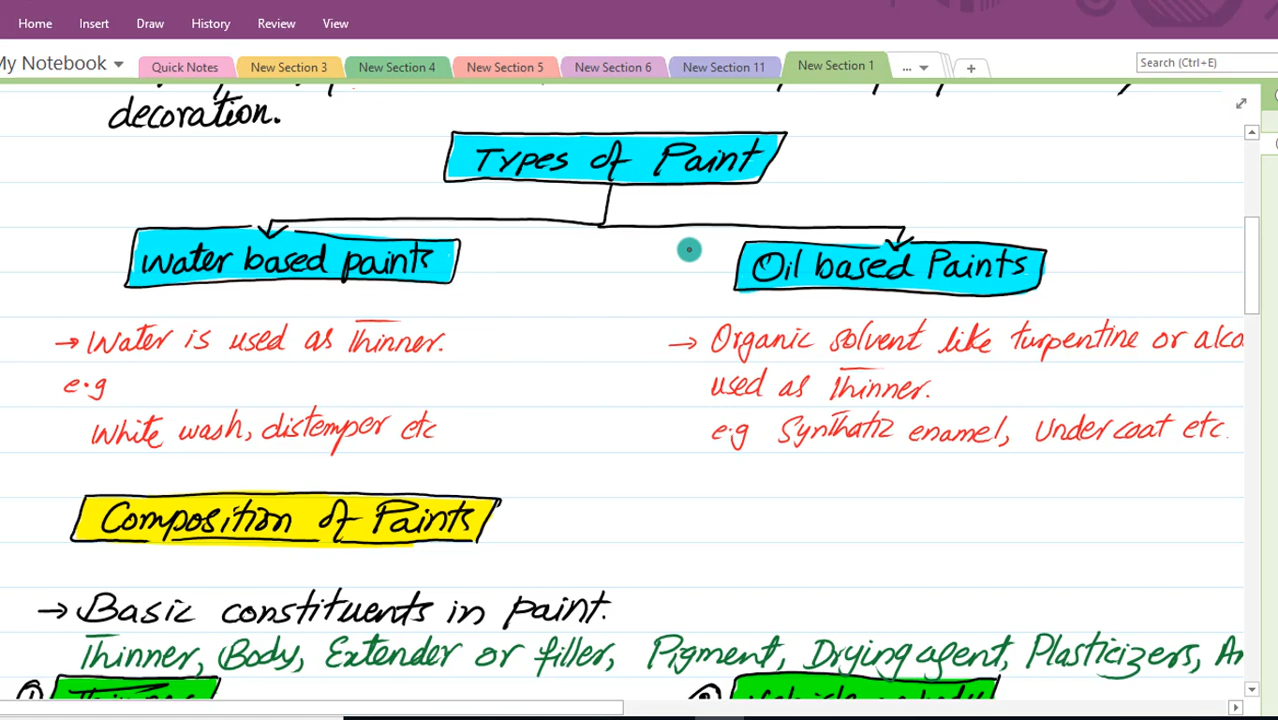 Home Insert Draw History Review View
My Notebook Quick Notes New Section 3 New Section 4 New Section 5 New Section 6 New Section 11 New Section 1 ... + Search (Ctrl+E)
decoration.
Types of Paint
Water based paints Oil based Paints
→ Water is used as Thinner. → Organic solvent like turpentine or alco
e.g used as Thinner.
White wash, distemper etc e.g Synthatiz enamel, Undercoat etc.
Composition of Paints
→ Basic constituents in paint.
Thinner, Body, Extender or filler, Pigment, Drying agent, Plasticizers, An